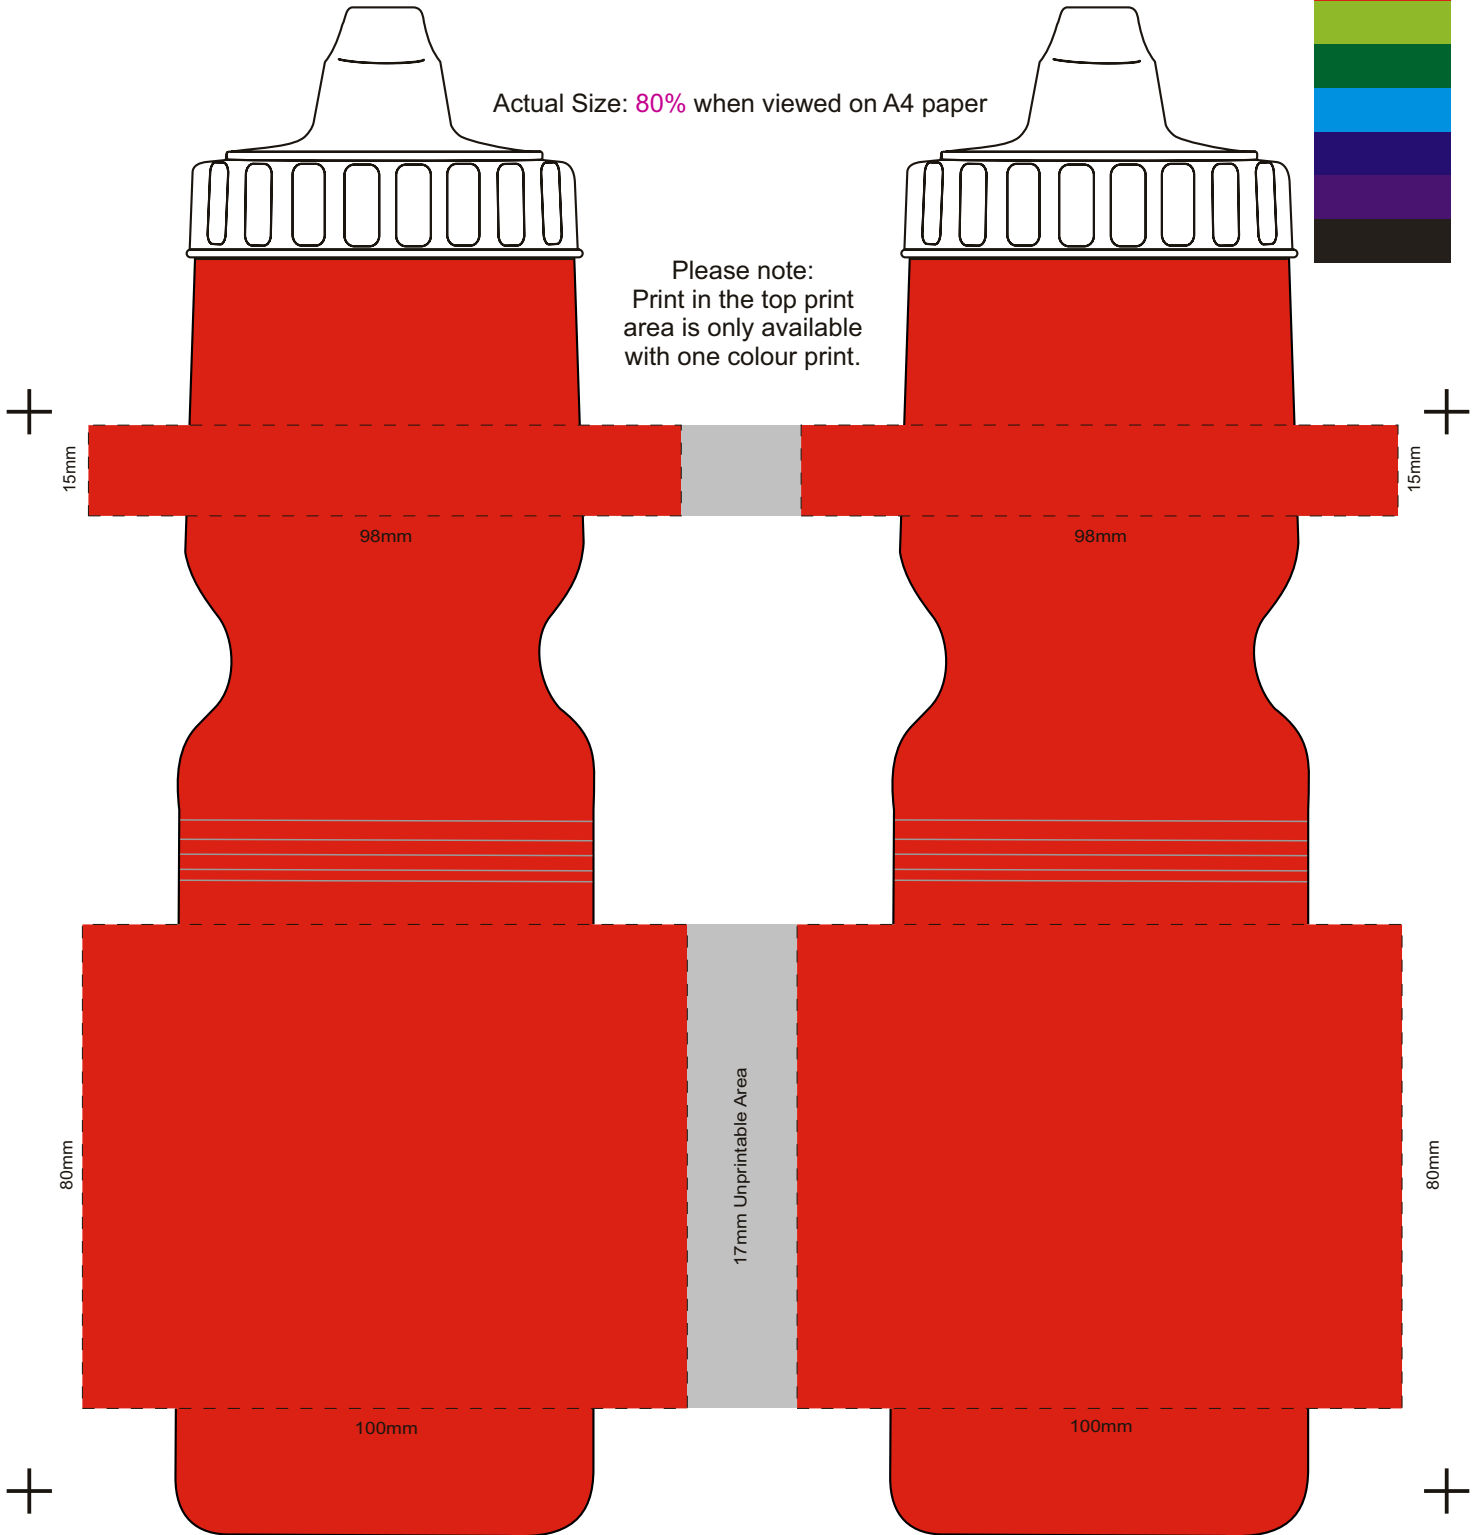 Actual Size: 80% when viewed on A4 paper
Please note:
Print in the top print
area is only available
with one colour print.
15mm
15mm
98mm
98mm
17mm Unprintable Area
80mm
80mm
100mm
100mm